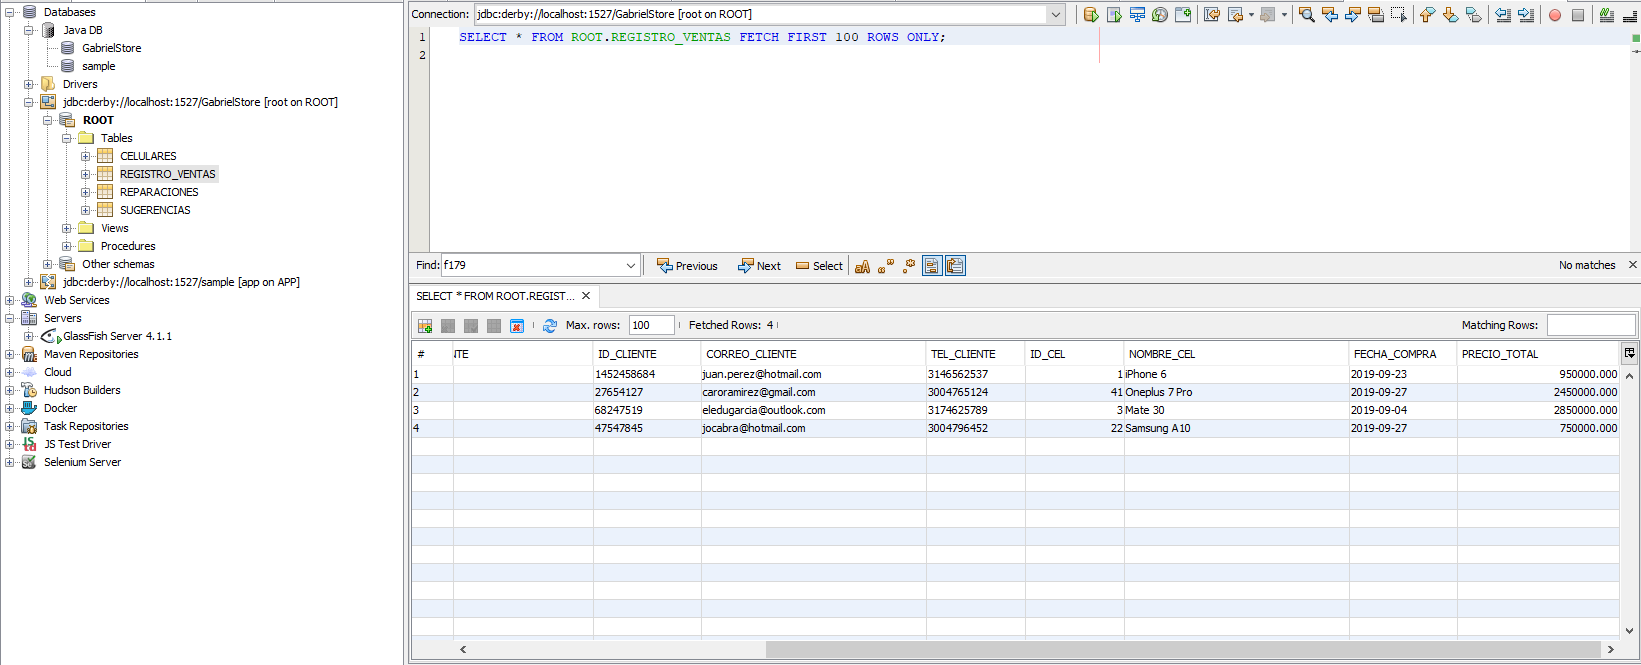 Databases
Java DB
GabrielStore
sample
Drivers
jdbc:derby://localhost:1527/GabrielStore [root on ROOT]
ROOT
Tables
CELULARES
REGISTRO_VENTAS
REPARACIONES
SUGERENCIAS
Views
Procedures
Other schemas
jdbc:derby://localhost:1527/sample [app on APP]
Web Services
Servers
GlassFish Server 4.1.1
Maven Repositories
Cloud
Hudson Builders
Docker
Task Repositories
JS Test Driver
Selenium Server
Connection: jdbc:derby://localhost:1527/GabrielStore [root on ROOT]
1 SELECT * FROM ROOT.REGISTRO_VENTAS FETCH FIRST 100 ROWS ONLY;
2
Find: f179 Previous Next Select No matches
SELECT * FROM ROOT.REGIST...
Max. rows: 100 Fetched Rows: 4 Matching Rows:
# NTE ID_CLIENTE CORREO_CLIENTE TEL_CLIENTE ID_CEL NOMBRE_CEL FECHA_COMPRA PRECIO_TOTAL
1 1452458684 juan.perez@hotmail.com 3146562537 1 iPhone 6 2019-09-23 950000.000
2 27654127 caroramirez@gmail.com 3004765124 41 Oneplus 7 Pro 2019-09-27 2450000.000
3 68247519 eledugarcia@outlook.com 3174625789 3 Mate 30 2019-09-04 2850000.000
4 47547845 jocabra@hotmail.com 3004796452 22 Samsung A10 2019-09-27 750000.000